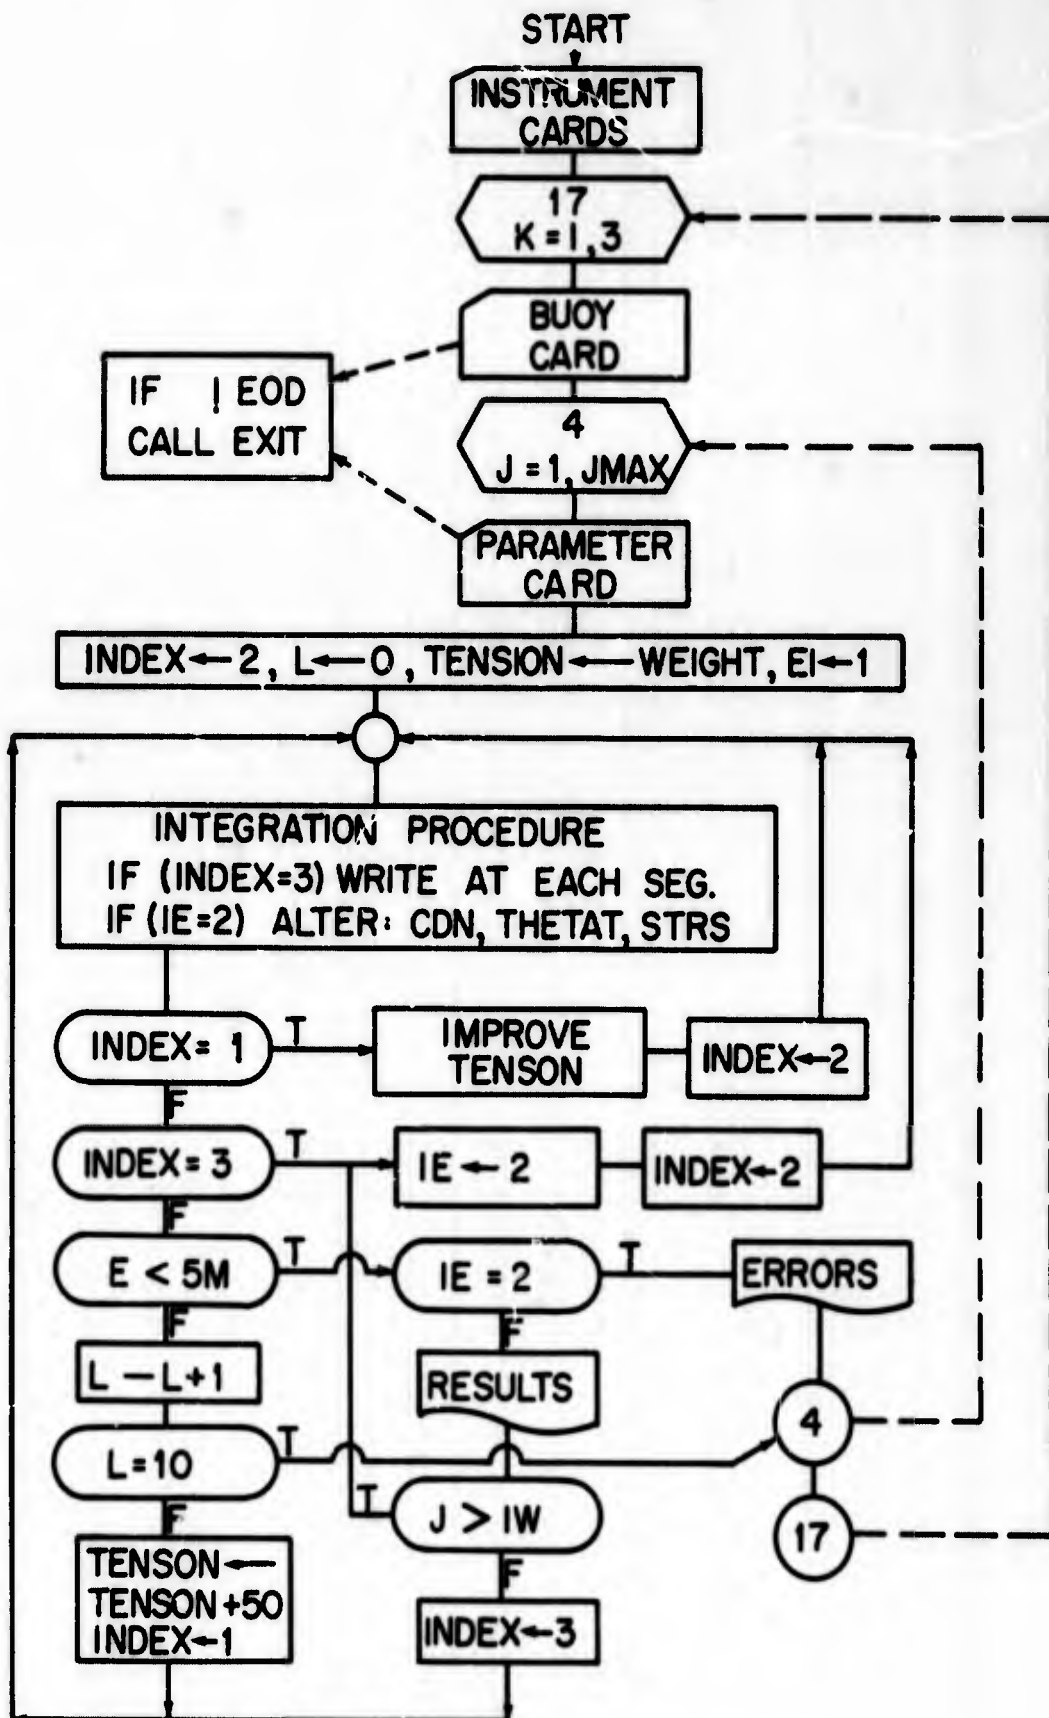 START
INSTRUMENT
CARDS
17
K=1,3
BUOY
CARD
IF | EOD
CALL EXIT
4
J=1, JMAX
PARAMETER
CARD
INDEX←2, L←0, TENSION←WEIGHT, EI←1
INTEGRATION PROCEDURE
IF (INDEX=3) WRITE AT EACH SEG.
IF (IE=2) ALTER: CDN, THETAT, STRS
INDEX= 1
T
IMPROVE
TENSON
INDEX←2
F
INDEX=3
T
IE ← 2
INDEX←2
F
E < 5M
T
IE = 2
T
ERRORS
F
F
L — L+1
RESULTS
4
L=10
T
F
T
J > IW
17
TENSON←
TENSON+50
INDEX←1
F
INDEX←3